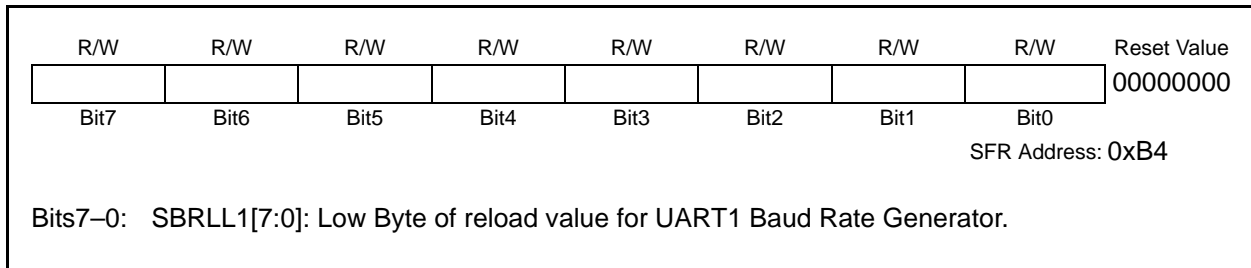 R/W R/W R/W R/W R/W R/W R/W R/W Reset Value
00000000
Bit7 Bit6 Bit5 Bit4 Bit3 Bit2 Bit1 Bit0
SFR Address: 0xB4
Bits7–0: SBRLL1[7:0]: Low Byte of reload value for UART1 Baud Rate Generator.